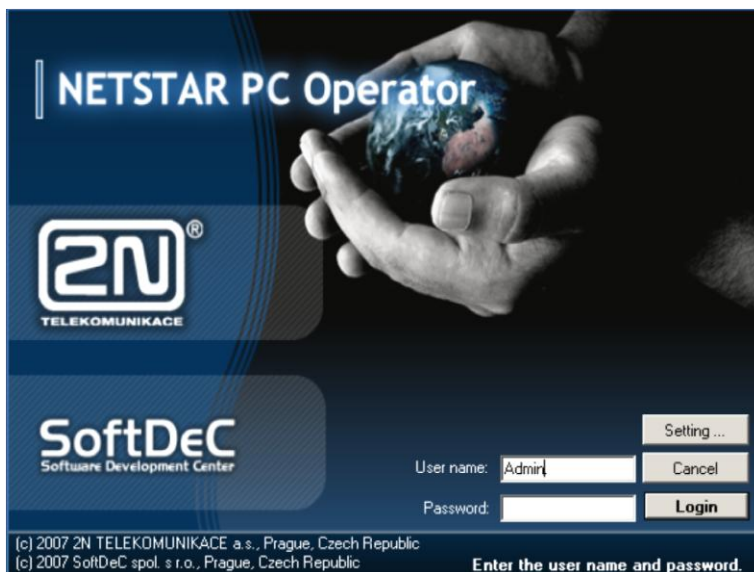 NETSTAR PC Operator
2N®
TELEKOMUNIKACE
SoftDeC
Software Development Center
Setting ...
User name: Admin Cancel
Password: Login
(c) 2007 2N TELEKOMUNIKACE a.s., Prague, Czech Republic
(c) 2007 SoftDeC spol. s r.o., Prague, Czech Republic
Enter the user name and password.